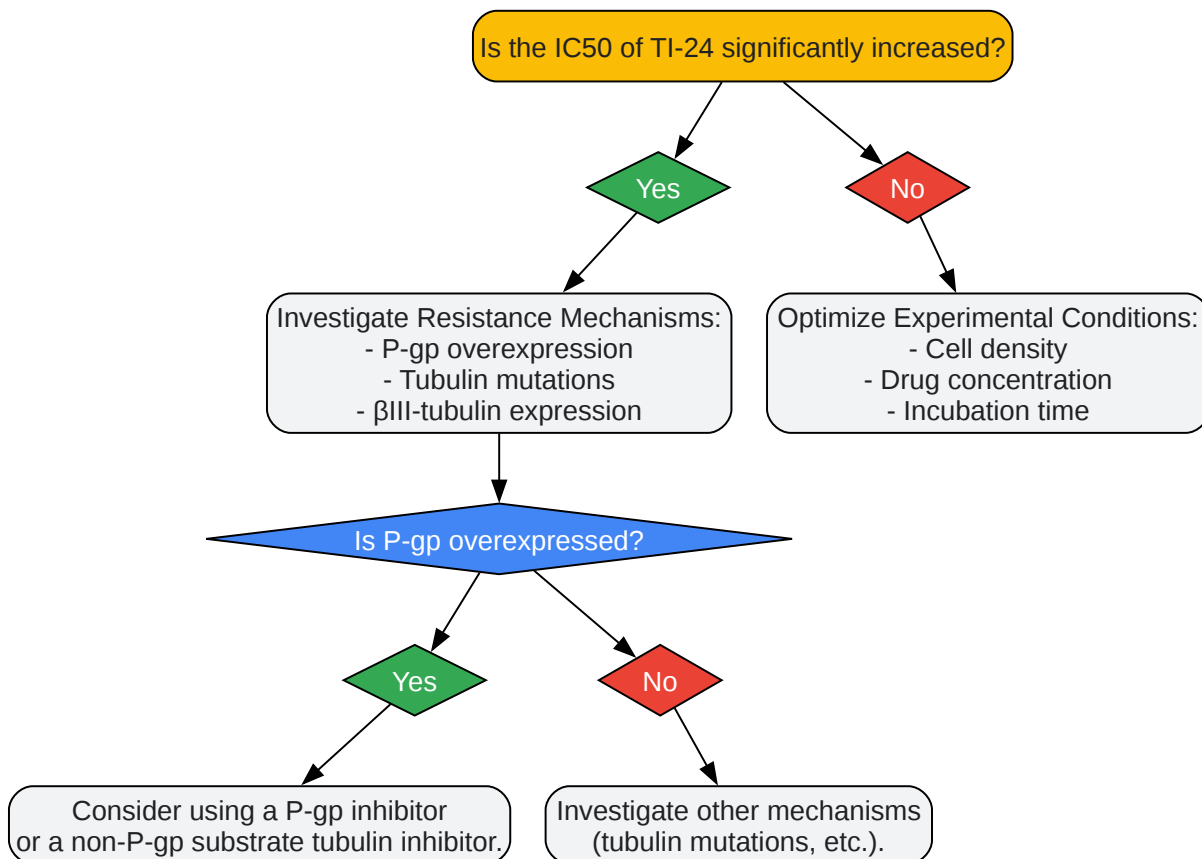 Is the IC50 of TI-24 significantly increased?
Yes
No
Investigate Resistance Mechanisms:
- P-gp overexpression
- Tubulin mutations
- βIII-tubulin expression
Optimize Experimental Conditions:
- Cell density
- Drug concentration
- Incubation time
Is P-gp overexpressed?
Yes
No
Consider using a P-gp inhibitor
or a non-P-gp substrate tubulin inhibitor.
Investigate other mechanisms
(tubulin mutations, etc.).